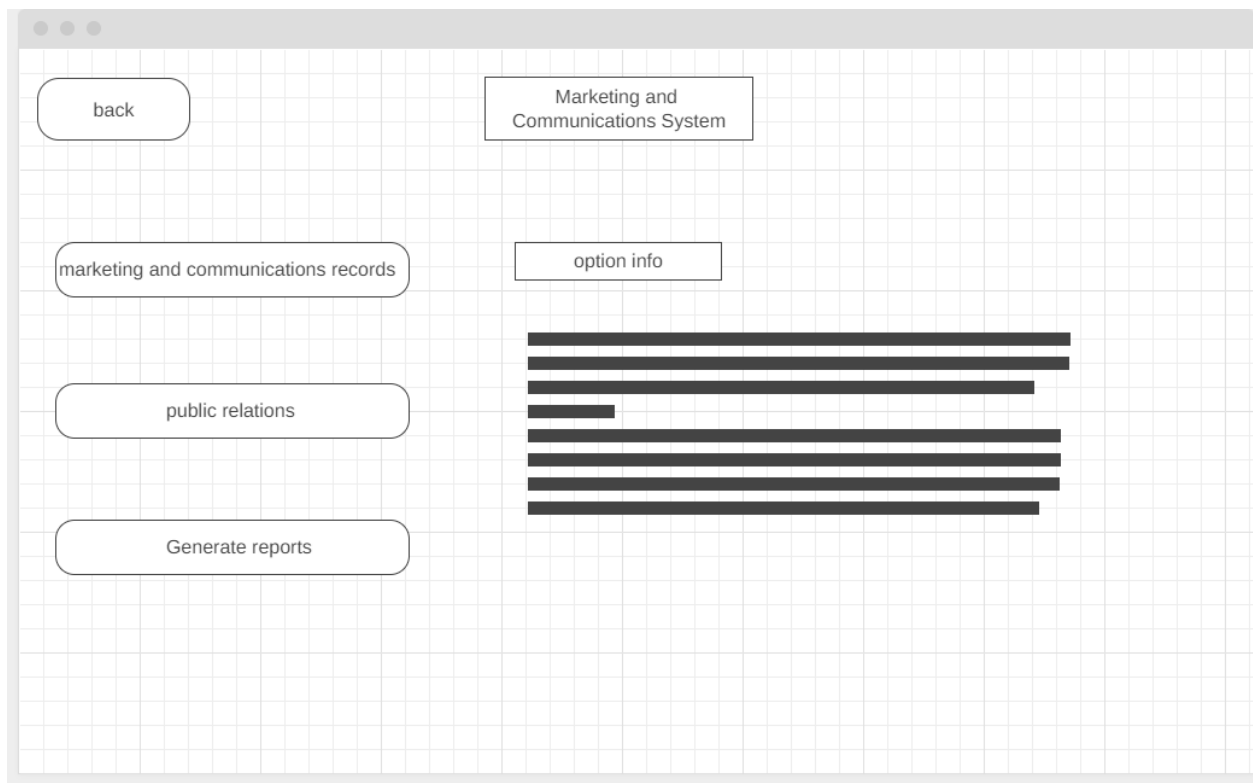 back
Marketing and
Communications System
marketing and communications records
option info
public relations
Generate reports